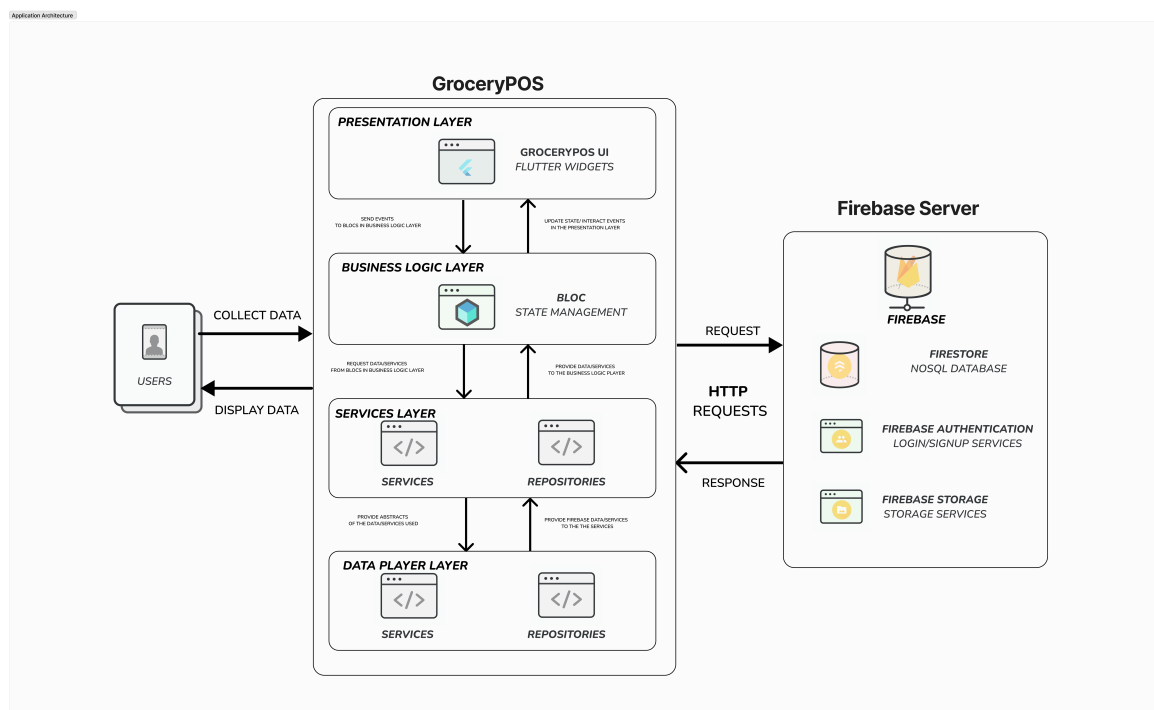 Application Architecture
GroceryPOS
PRESENTATION LAYER
GROCERYPOS UI
FLUTTER WIDGETS
SEND EVENTS
TO BLOCS IN BUSINESS LOGIC LAYER
UPDATE STATE/ INTERACT EVENTS
IN THE PRESENTATION LAYER
BUSINESS LOGIC LAYER
BLOC
STATE MANAGEMENT
REQUEST DATA/SERVICES
FROM BLOCS IN BUSINESS LOGIC LAYER
PROVIDE DATA/SERVICES
TO THE BUSINESS LOGIC PLAYER
SERVICES LAYER
</>
</>
SERVICES
REPOSITORIES
PROVIDE ABSTRACTS
OF THE DATA/SERVICES USED
PROVIDE FIREBASE DATA/SERVICES
TO THE THE SERVICES
DATA PLAYER LAYER
</>
</>
SERVICES
REPOSITORIES
COLLECT DATA
USERS
DISPLAY DATA
REQUEST
HTTP
REQUESTS
RESPONSE
Firebase Server
FIREBASE
FIRESTORE
NOSQL DATABASE
FIREBASE AUTHENTICATION
LOGIN/SIGNUP SERVICES
FIREBASE STORAGE
STORAGE SERVICES